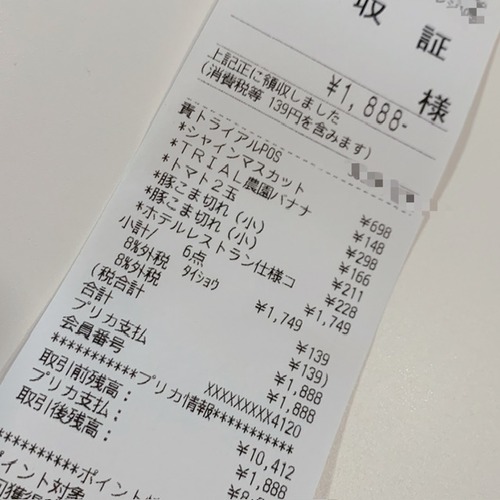 収 証
様
¥1,888-
上記正に領収しました
(消費税等 139円を含みます)
責トライアルPOS
*シャインマスカット ¥698
*TRIAL農園バナナ ¥148
*トマト2玉 ¥298
*豚こま切れ(小) ¥166
*豚こま切れ(小) ¥211
*ホテルレストラン仕様コ ¥228
小計/ 6点 ¥1,749
8%外税 タイショウ ¥1,749
8%外税 ¥139
(税合計 ¥139)
合計 ¥1,888
プリカ支払 ¥1,888
会員番号 XXXXXXXXX4120
***********プリカ情報***********
取引前残高: ¥10,412
プリカ支払: ¥1,888
取引後残高:
**********ポイント
イント対象